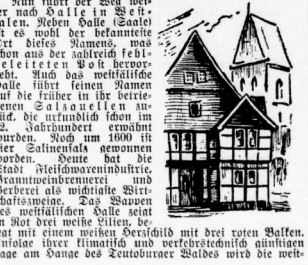 Nun führt der Weg wei-
ter nach Halle in West-
falen. Neben Halle (Saale)
ist es wohl der bekannteste
Ort dieses Namens, was
schon aus der zahlreich fehl-
geleiteten Post hervor-
geht. Auch das westfälische
Halle führt seinen Namen
auf die früher in ihr betrie-
benen Salzquellen zu-
rück, die urkundlich schon im
12. Jahrhundert erwähnt
wurden. Noch um 1600 ist
hier Salinensalz gewonnen
worden. Heute hat die
Stadt Fleischwarenindustrie,
Branntweinbrennerei und
Gerberei als wichtigste Wirt-
schaftszweige. Das Wappen
des westfälischen Halle zeigt
in Rot drei weiße Lilien, be-
legt mit einem weißen Herzschild mit drei roten Balken.
Infolge ihrer klimatisch und verkehrstechnisch günstigen
Lage am Hange des Teutoburger Waldes wird die west-